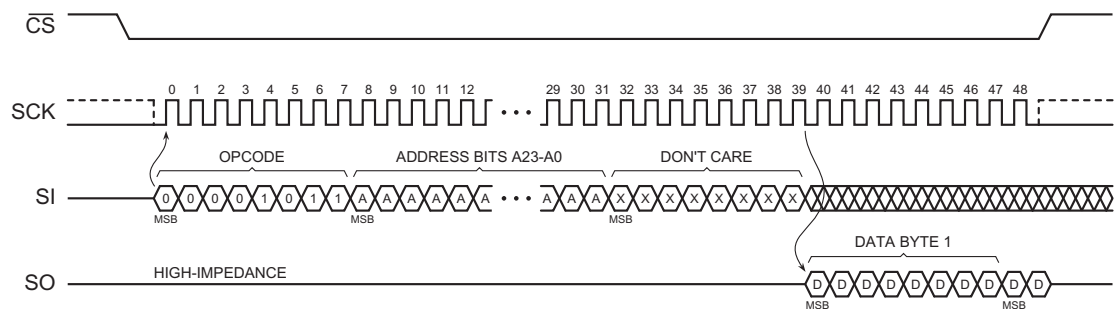 CS
0 1 2 3 4 5 6 7 8 9 10 11 12 29 30 31 32 33 34 35 36 37 38 39 40 41 42 43 44 45 46 47 48
SCK • • •
OPCODE ADDRESS BITS A23-A0 DON'T CARE
SI 0 0 0 0 1 0 1 1 A A A A A A • • • A A A X X X X X X X X
MSB MSB MSB
DATA BYTE 1
HIGH-IMPEDANCE
SO D D D D D D D D D D
MSB MSB